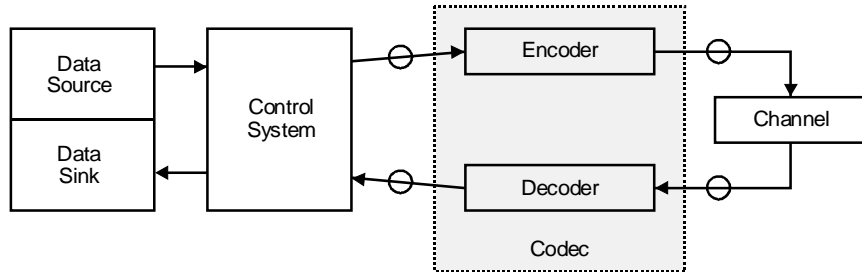 Data
Source
Data
Sink
Control
System
Encoder
Decoder
Codec
Channel